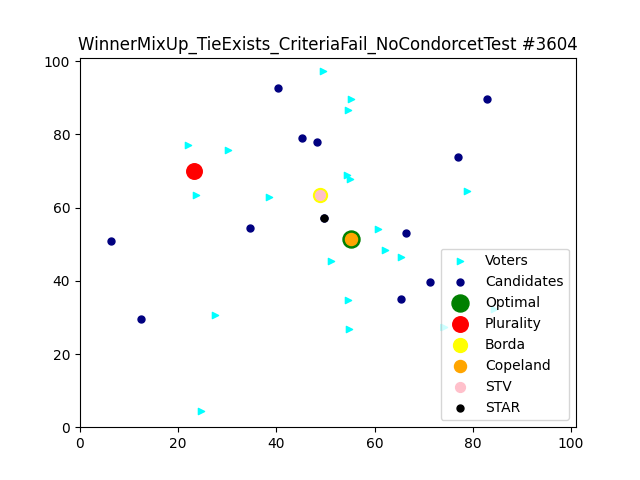 WinnerMixUp_TieExists_CriteriaFail_NoCondorcetTest #3604
100
80
60
40
20
0
0
20
40
60
80
100
Voters
Candidates
Optimal
Plurality
Borda
Copeland
STV
STAR